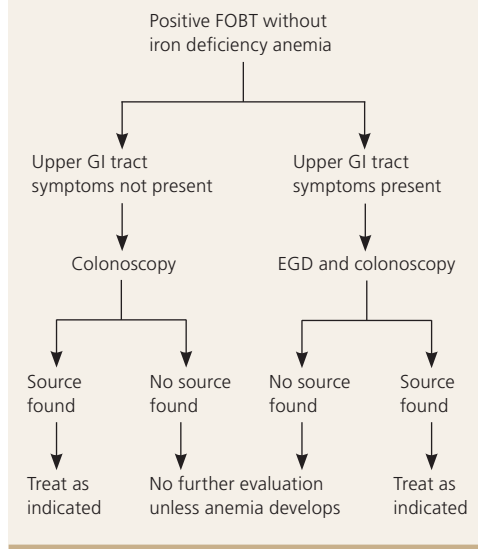 Positive FOBT without
iron deficiency anemia
Upper GI tract
symptoms not present
Upper GI tract
symptoms present
Colonoscopy
EGD and colonoscopy
Source
found
No source
found
No source
found
Source
found
Treat as
indicated
No further evaluation
unless anemia develops
Treat as
indicated